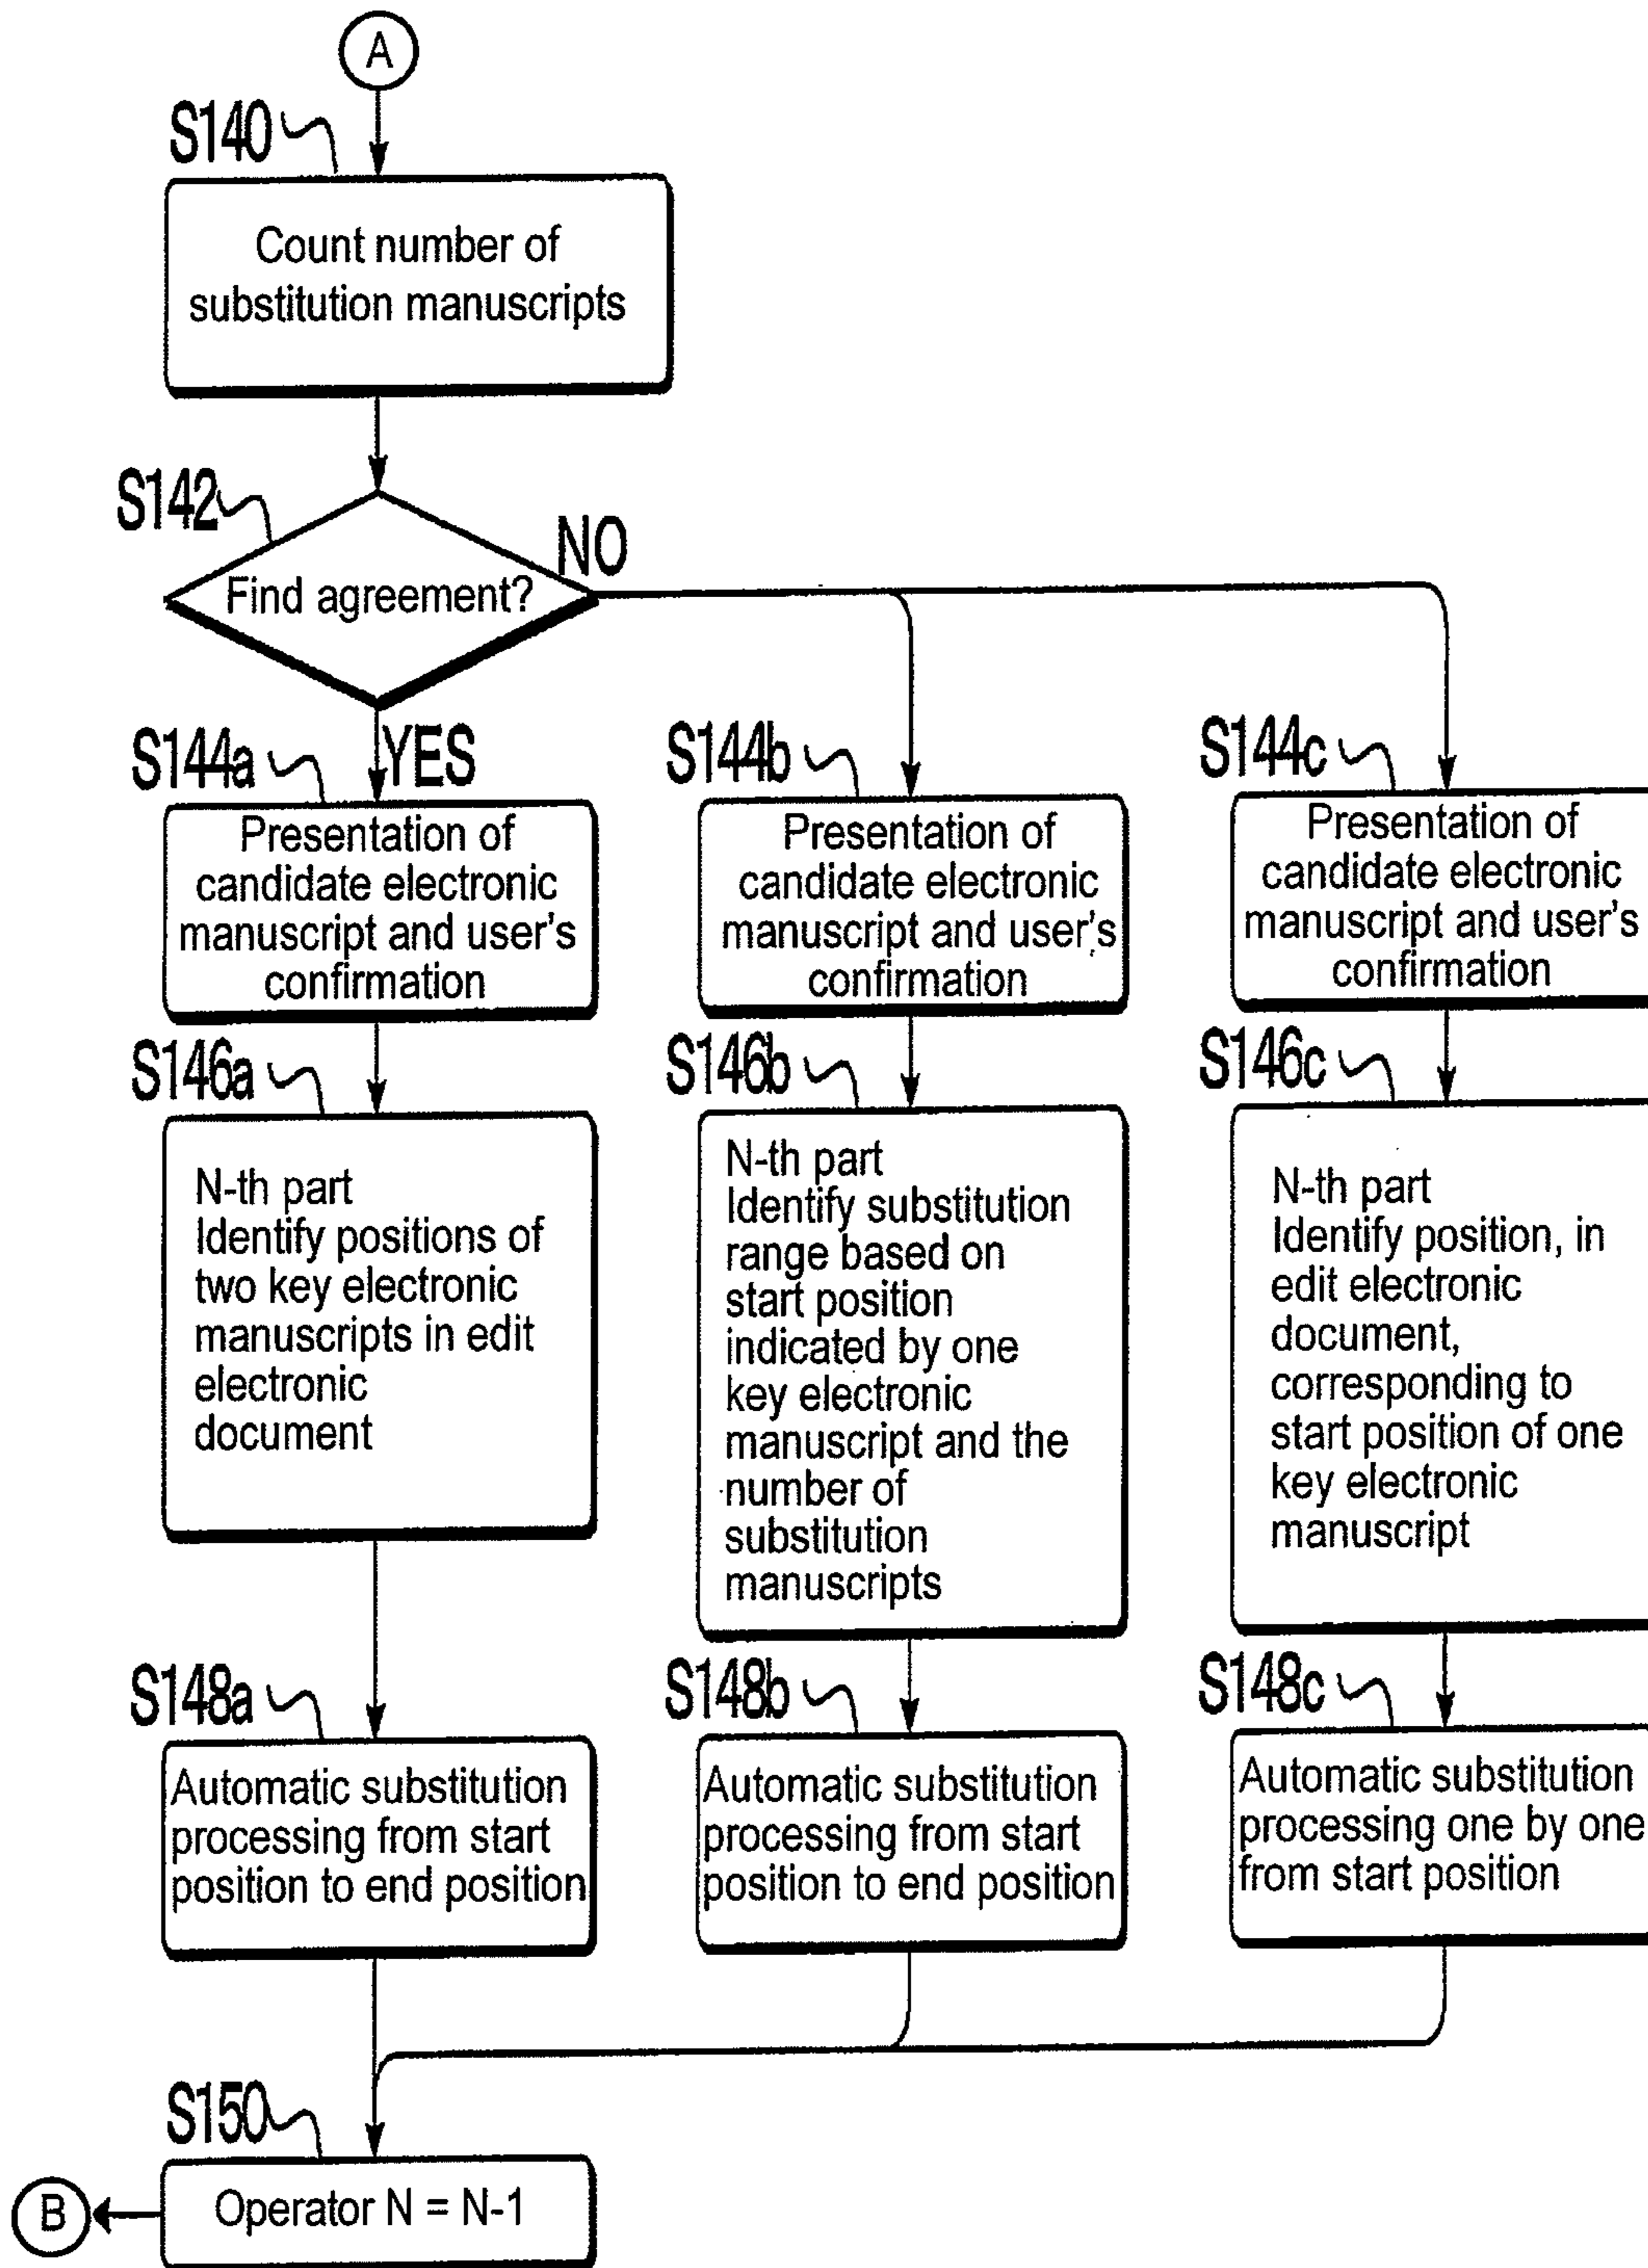 A
S140
Count number of
substitution manuscripts
S142
Find agreement?
NO
YES
S144a
Presentation of
candidate electronic
manuscript and user's
confirmation
S146a
N-th part
Identify positions of
two key electronic
manuscripts in edit
electronic
document
S148a
Automatic substitution
processing from start
position to end position
S144b
Presentation of
candidate electronic
manuscript and user's
confirmation
S146b
N-th part
Identify substitution
range based on
start position
indicated by one
key electronic
manuscript and the
number of
substitution
manuscripts
S148b
Automatic substitution
processing from start
position to end position
S144c
Presentation of
candidate electronic
manuscript and user's
confirmation
S146c
N-th part
Identify position, in
edit electronic
document,
corresponding to
start position of one
key electronic
manuscript
S148c
Automatic substitution
processing one by one
from start position
S150
Operator N = N-1
B